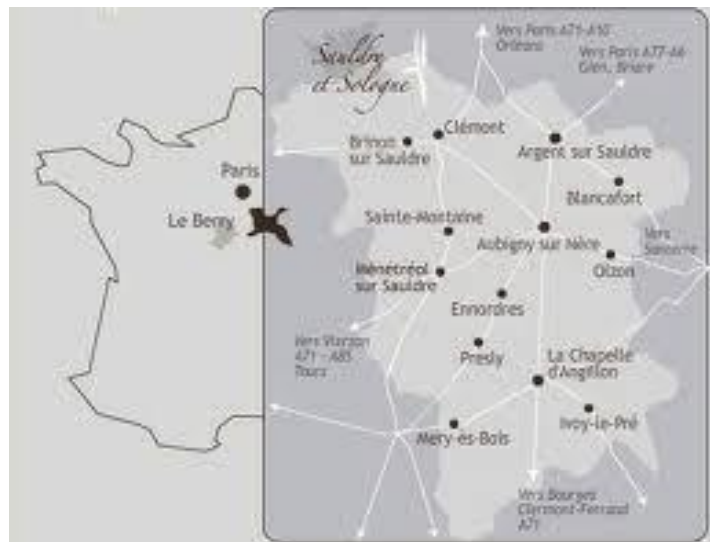 Paris
Le Berry
Sauldre
et Sologne
Vers Paris A71-A10
Orléans
Vers Paris A77-A6
Gien, Briare
Clémont
Brinon
sur Sauldre
Argent sur Sauldre
Blancafort
Sainte-Montaine
Aubigny sur Nère
Vers
Sancerre
Oizon
Ménétréol
sur Sauldre
Ennordres
Vers Vierzon
A71 - A85
Tours
Presly
La Chapelle
d'Angillon
Ivoy-le-Pré
Mery-ès-Bois
Vers Bourges
Clermont-Ferrand
A71